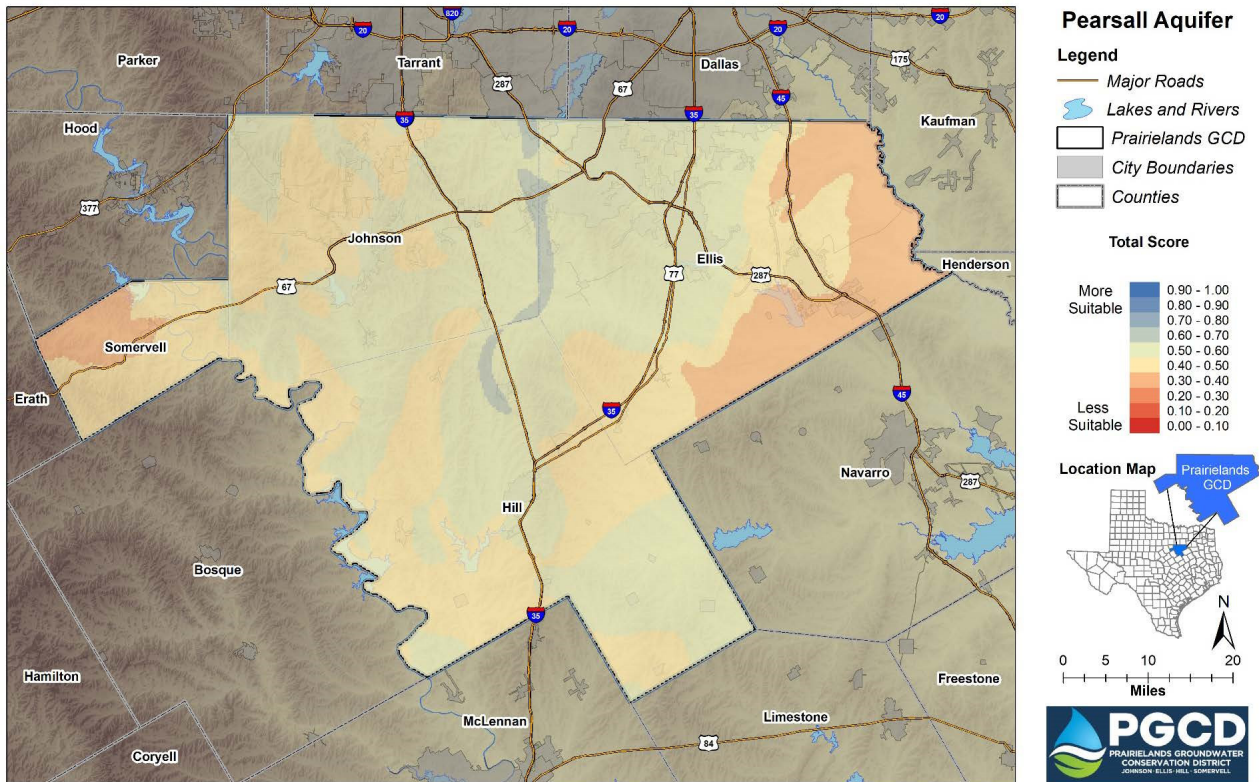 Pearsall Aquifer
Legend
Major Roads
Lakes and Rivers
Prairielands GCD
City Boundaries
Counties
Total Score
More
Suitable
0.90 - 1.00
0.80 - 0.90
0.70 - 0.80
0.60 - 0.70
0.50 - 0.60
0.40 - 0.50
0.30 - 0.40
0.20 - 0.30
0.10 - 0.20
0.00 - 0.10
Less
Suitable
Location Map
Prairielands
GCD
N
0 5 10 20
Miles
PGCD
PRAIRIELANDS GROUNDWATER
CONSERVATION DISTRICT
JOHNSON · ELLIS · HILL · SOMERVELL
820
20
20
20
20
Parker
Tarrant
Dallas
175
287
67
45
35
35
Hood
Kaufman
377
Johnson
Ellis
77
287
Henderson
67
Somervell
Erath
35
45
Navarro
287
Hill
Bosque
35
Hamilton
Freestone
McLennan
Limestone
84
Coryell